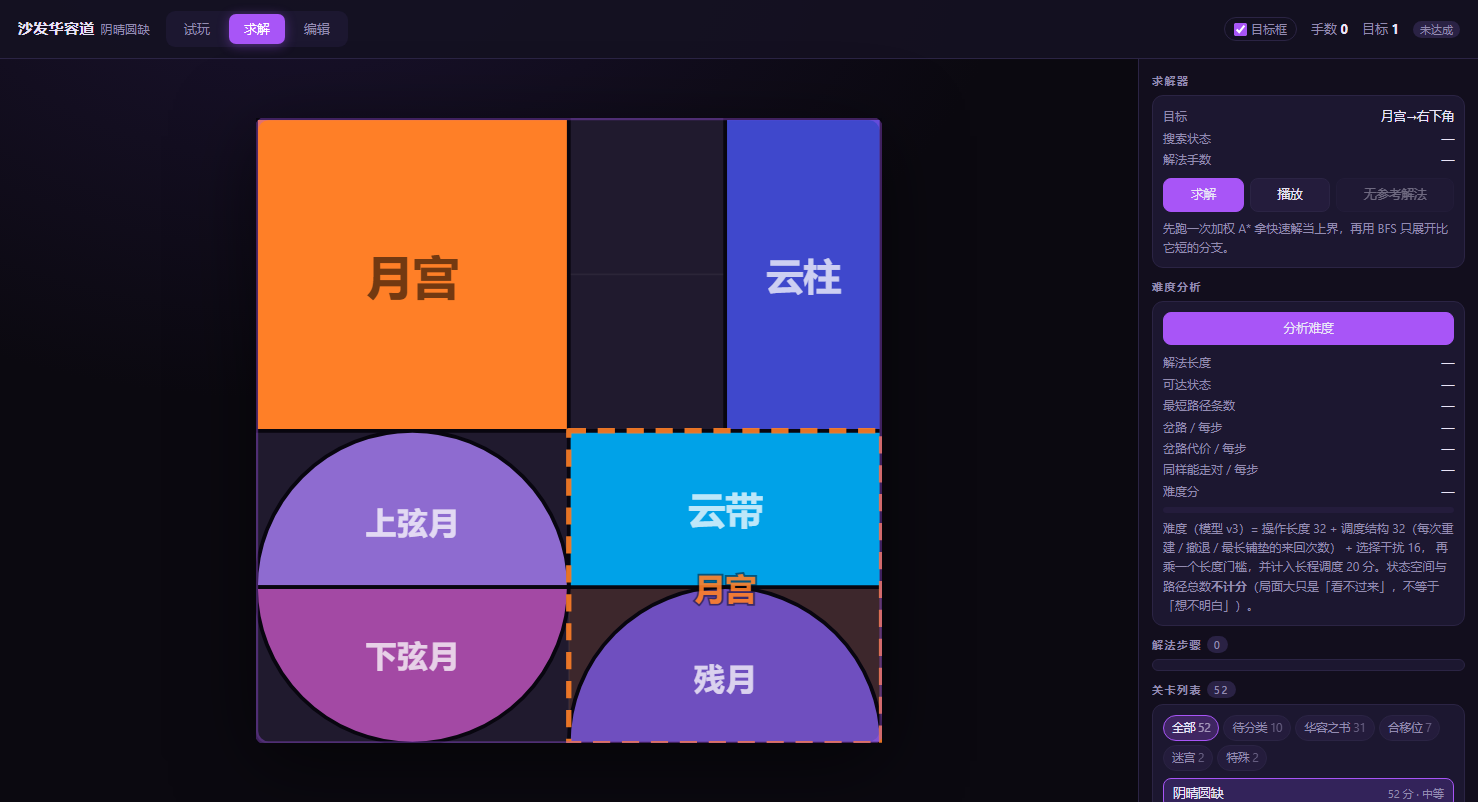 沙发华容道 阴晴圆缺 试玩 求解 编辑 目标框 手数 0 目标 1 未达成
月宫
云柱
上弦月
云带
月宫
下弦月
残月
求解器
目标 月宫→右下角
搜索状态 —
解法手数 —
求解 播放 无参考解法
先跑一次加权 A* 拿快速解当上界，再用 BFS 只展开比
它短的分支。
难度分析
分析难度
解法长度 —
可达状态 —
最短路径条数 —
岔路 / 每步 —
岔路代价 / 每步 —
同样能走对 / 每步 —
难度分 —
难度（模型 v3）= 操作长度 32 + 调度结构 32（每次重
建 / 撤退 / 最长铺垫的来回次数） + 选择干扰 16， 再
乘一个长度门槛，并计入长程调度 20 分。状态空间与
路径总数不计分（局面大只是「看不过来」，不等于
「想不明白」）。
解法步骤 0
关卡列表 52
全部 52 待分类 10 华容之书 31 合移位 7
迷宫 2 特殊 2
阴晴圆缺 52 分 · 中等